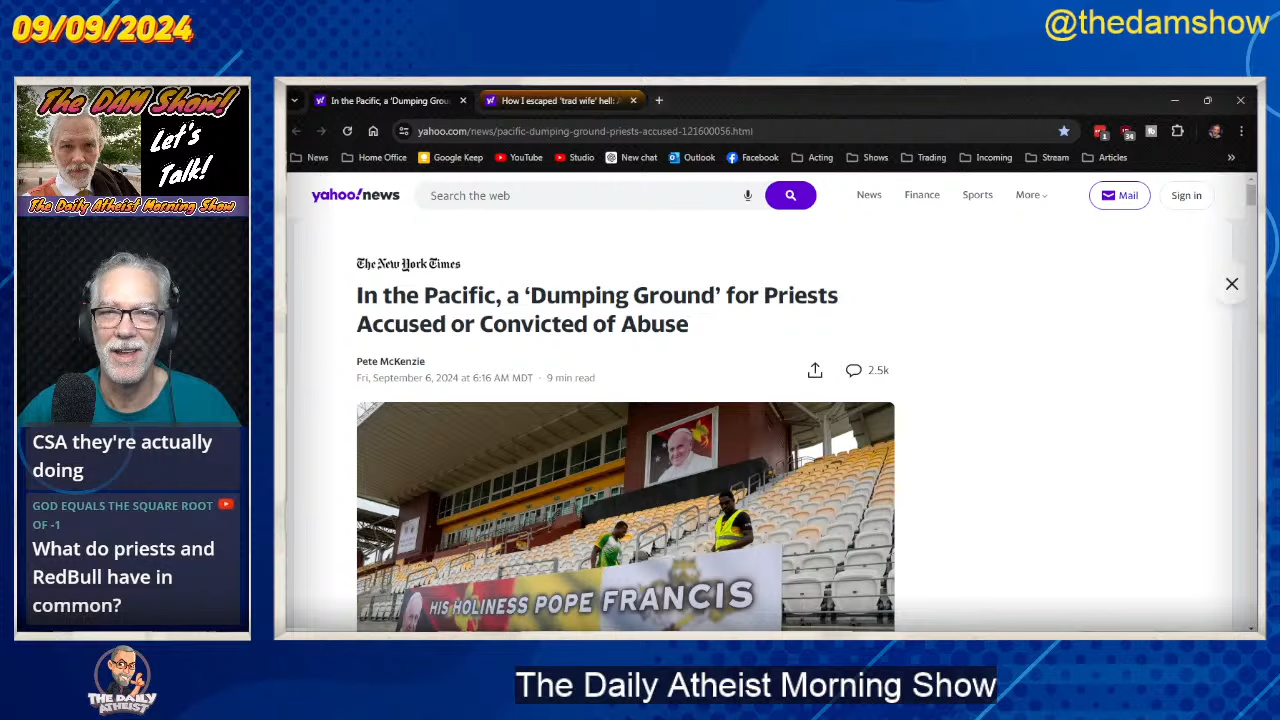 09/09/2024
@thedamshow
The DAM Show!
Let's
Talk!
The Daily Atheist Morning Show
CSA they're actually
doing
GOD EQUALS THE SQUARE ROOT
OF -1
What do priests and
RedBull have in
common?
THE DAILY
ATHEIST
In the Pacific, a 'Dumping Grou
How I escaped 'trad wife' hell: A
yahoo.com/news/pacific-dumping-ground-priests-accused-121600056.html
News Home Office Google Keep YouTube Studio New chat Outlook Facebook Acting Shows Trading Incoming Stream Articles
yahoo!news Search the web News Finance Sports More Mail Sign in
The New York Times
In the Pacific, a ‘Dumping Ground’ for Priests
Accused or Convicted of Abuse
Pete McKenzie
Fri, September 6, 2024 at 6:16 AM MDT · 9 min read
2.5k
HIS HOLINESS POPE FRANCIS
The Daily Atheist Morning Show